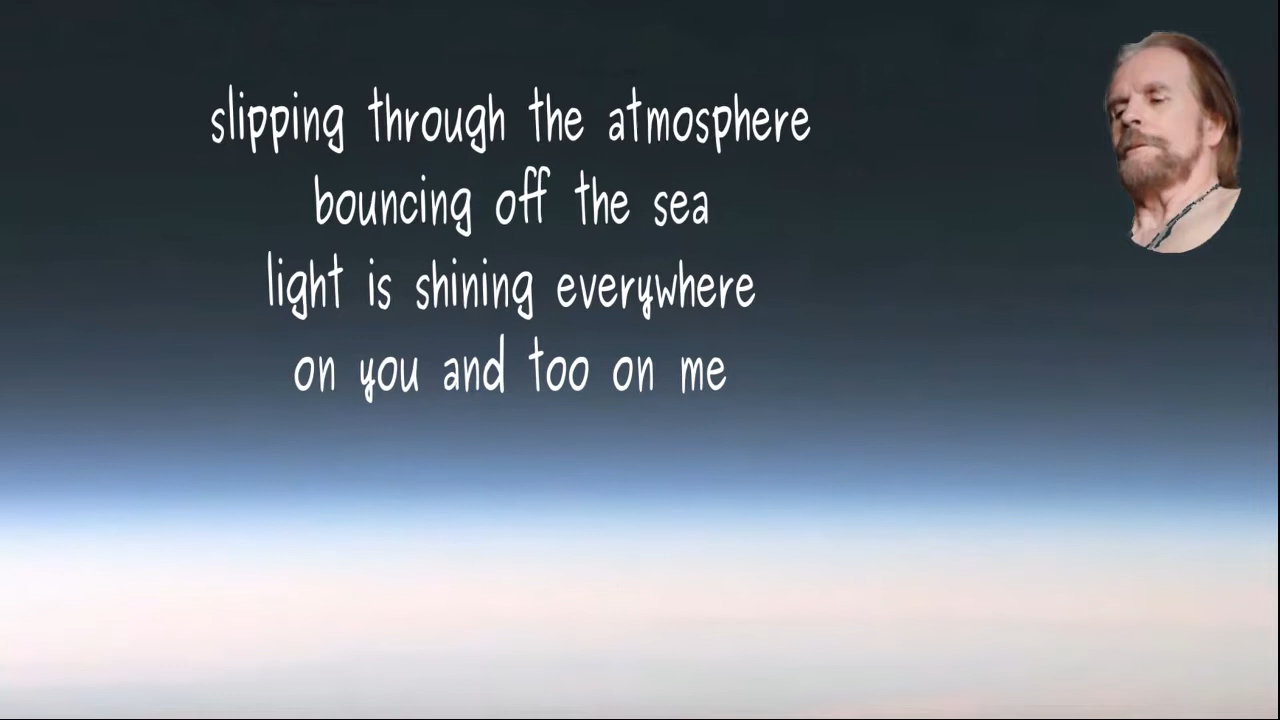 slipping through the atmosphere
bouncing off the sea
light is shining everywhere
on you and too on me